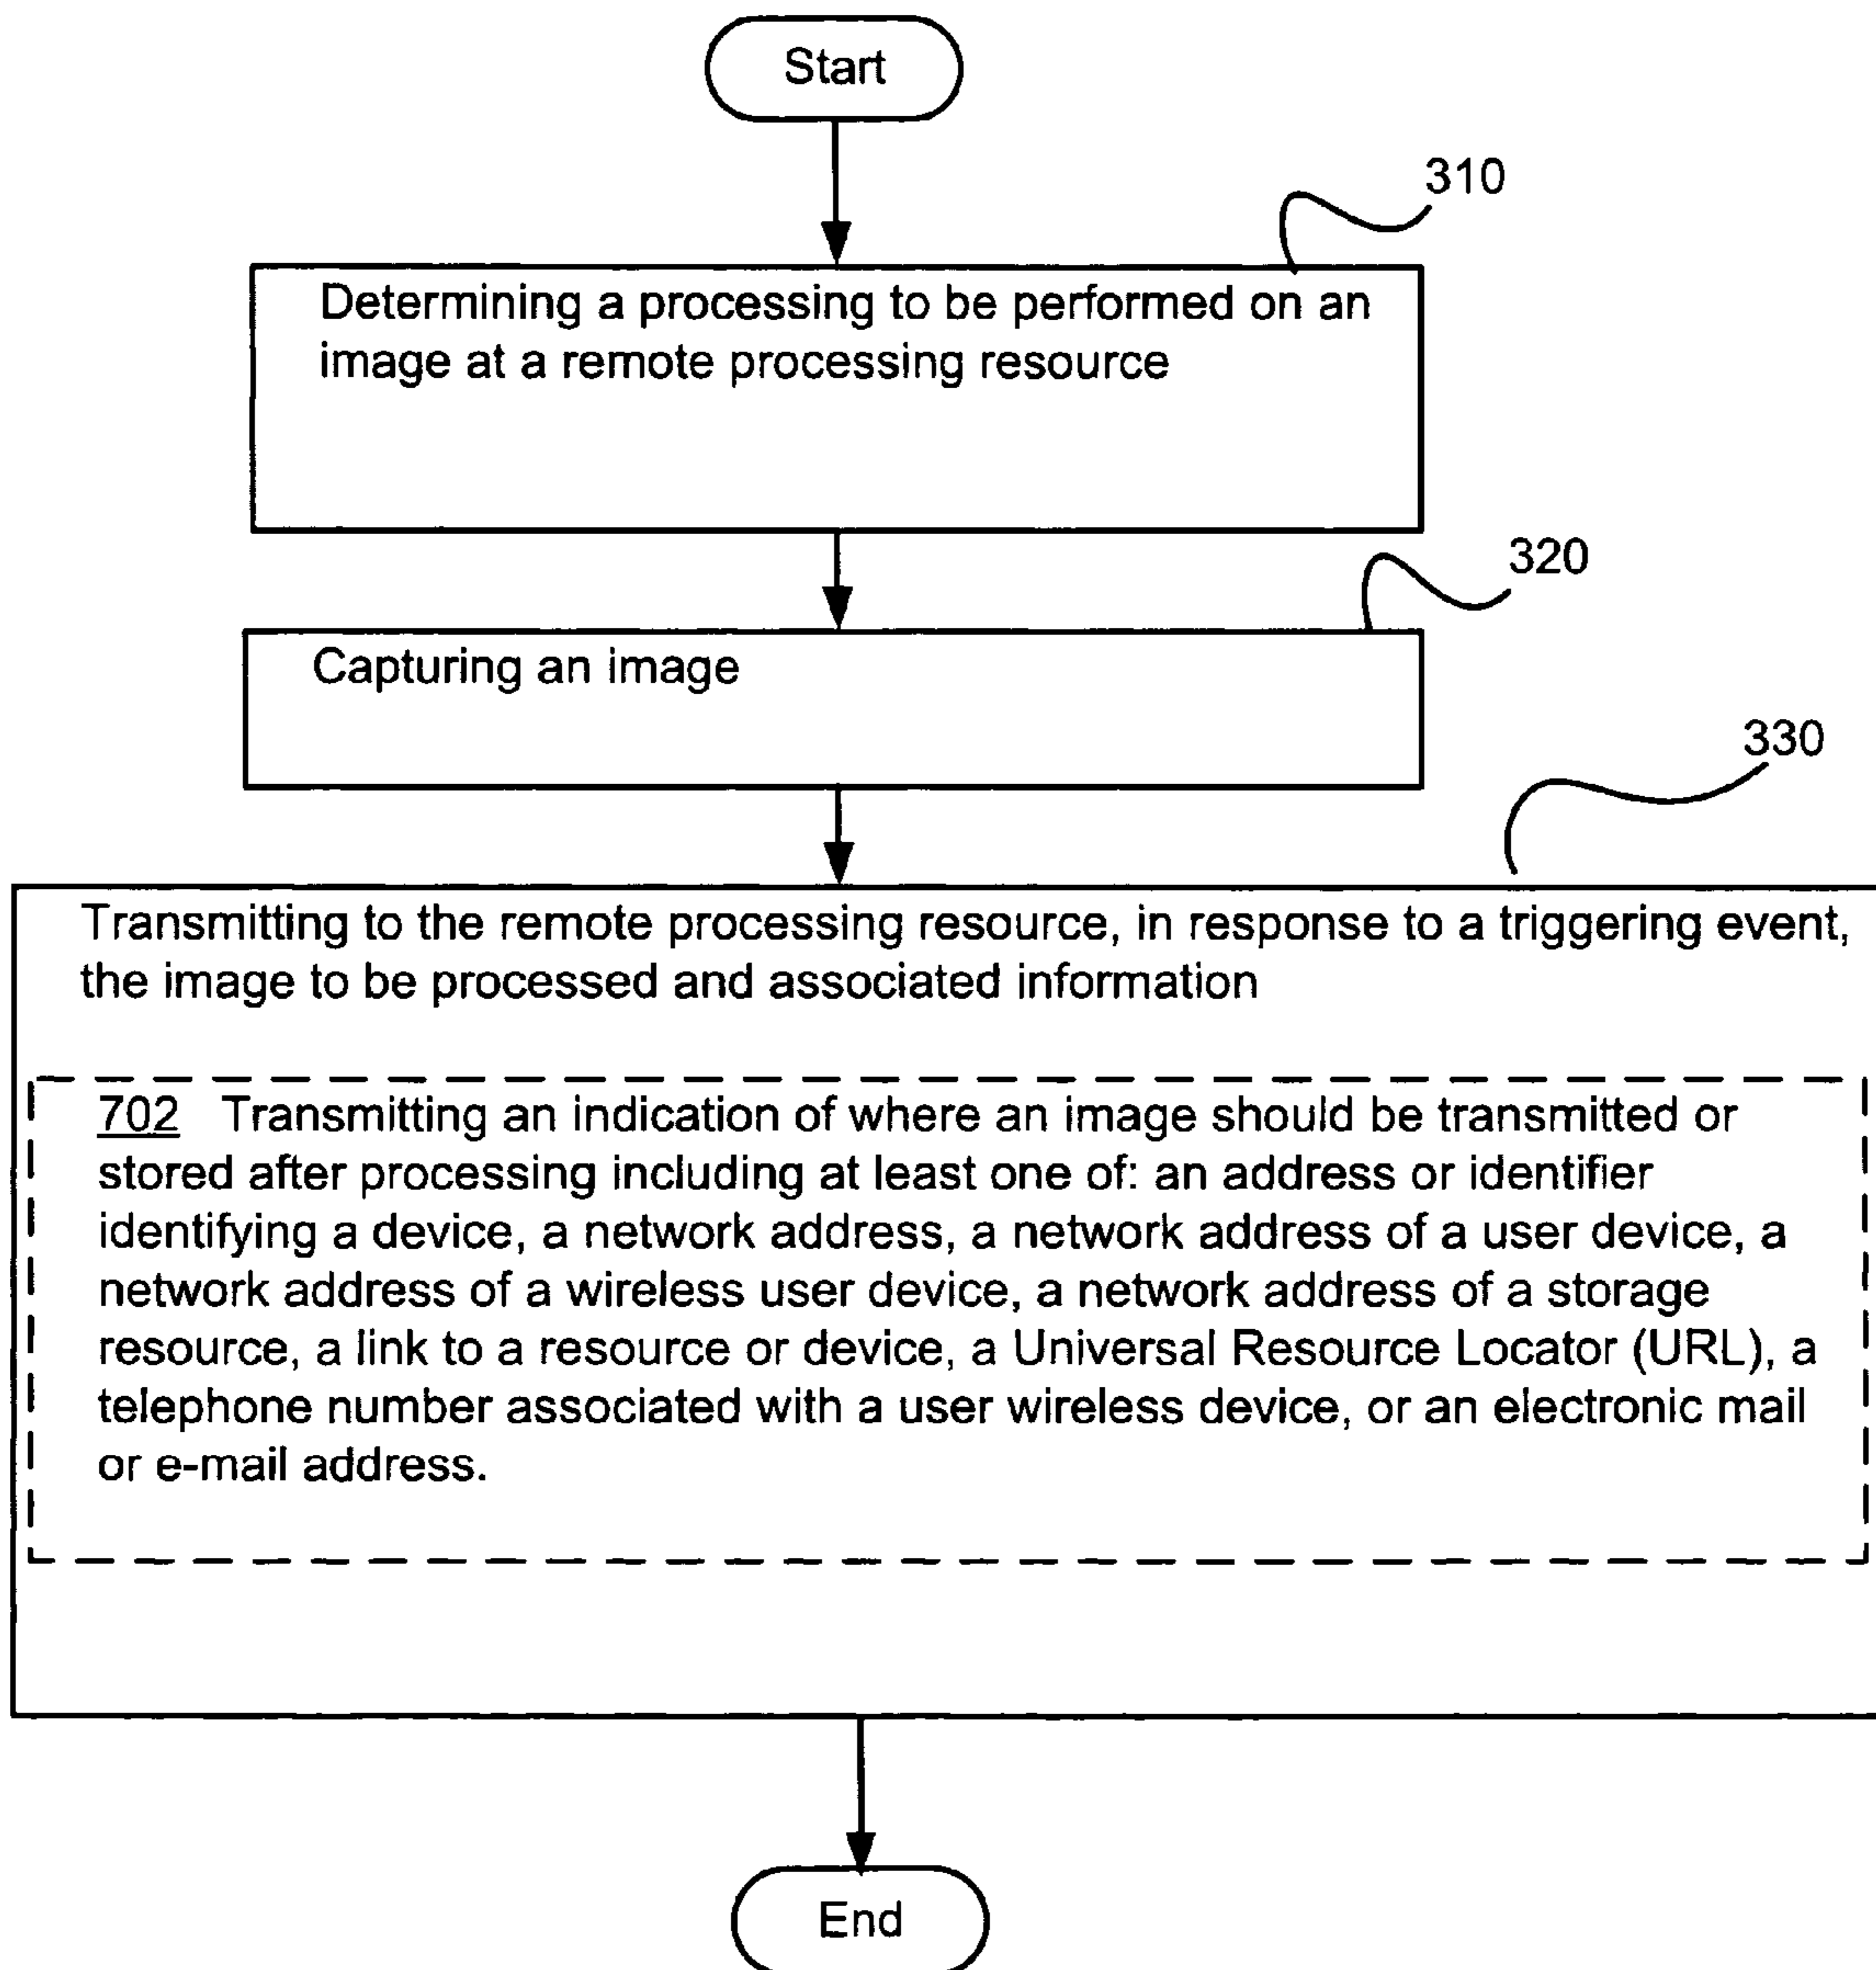 Start
310
Determining a processing to be performed on an
image at a remote processing resource
320
Capturing an image
330
Transmitting to the remote processing resource, in response to a triggering event,
the image to be processed and associated information
702 Transmitting an indication of where an image should be transmitted or
stored after processing including at least one of: an address or identifier
identifying a device, a network address, a network address of a user device, a
network address of a wireless user device, a network address of a storage
resource, a link to a resource or device, a Universal Resource Locator (URL), a
telephone number associated with a user wireless device, or an electronic mail
or e-mail address.
End